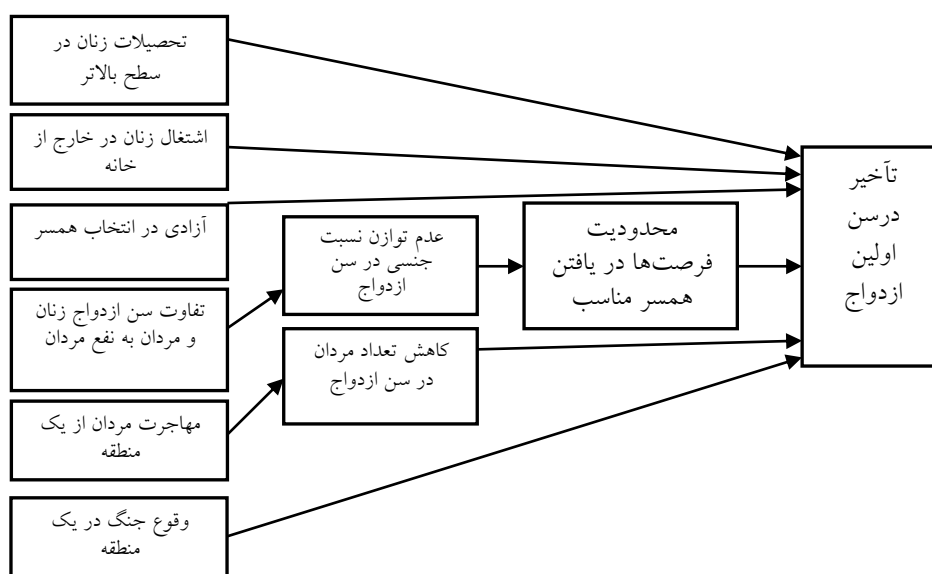 تحصیلات زنان در
سطح بالاتر
اشتغال زنان در خارج از
خانه
آزادی در انتخاب همسر
تفاوت سن ازدواج زنان
و مردان به نفع مردان
مهاجرت مردان از یک
منطقه
وقوع جنگ در یک
منطقه
عدم توازن نسبت
جنسی در سن
ازدواج
کاهش تعداد مردان
در سن ازدواج
محدودیت
فرصت‌ها در یافتن
همسر مناسب
تآخیر
درسن
اولین
ازدواج